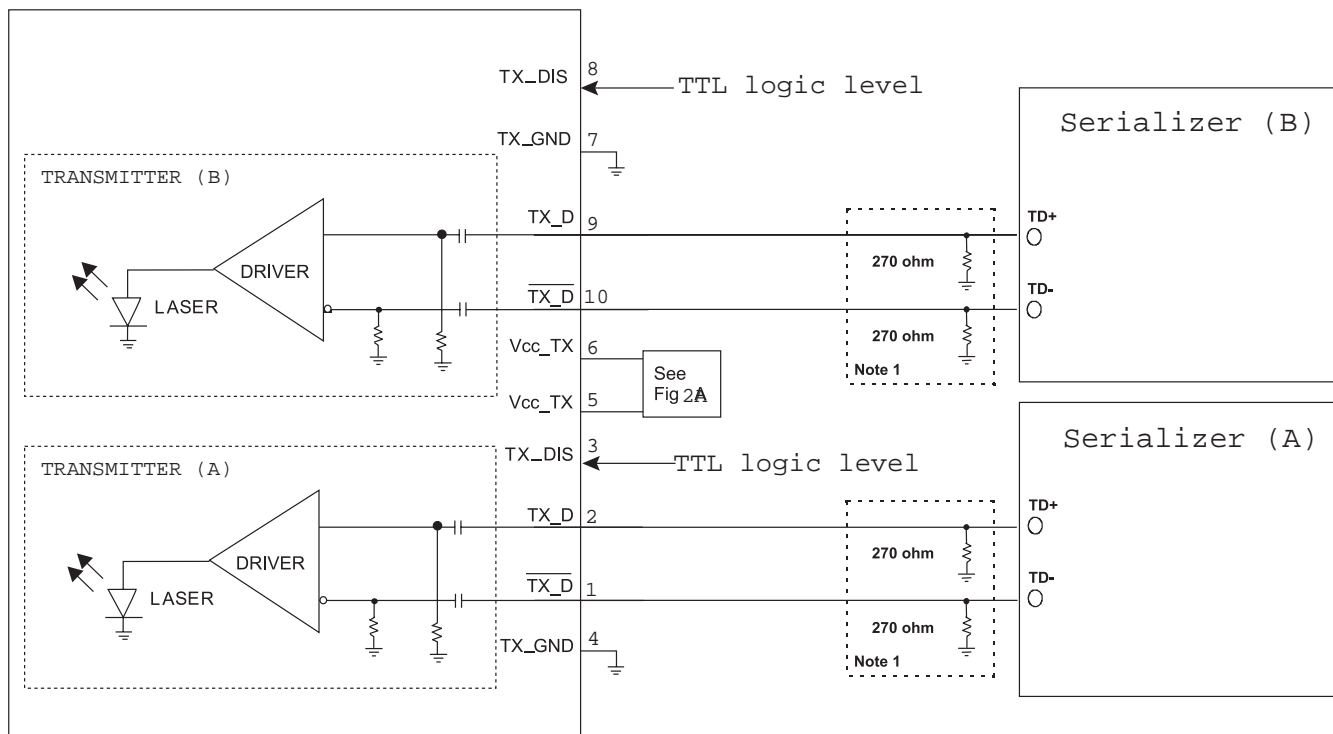 TX_DIS 8
TTL logic level
Serializer (B)
TX_GND 7
TRANSMITTER (B)
TX_D 9
TD+
270 ohm
DRIVER
TX_D 10
TD-
LASER
270 ohm
Vcc_TX 6
Note 1
See
Fig 2A
Vcc_TX 5
Serializer (A)
TX_DIS 3
TTL logic level
TRANSMITTER (A)
TX_D 2
TD+
270 ohm
DRIVER
TX_D 1
TD-
LASER
270 ohm
TX_GND 4
Note 1